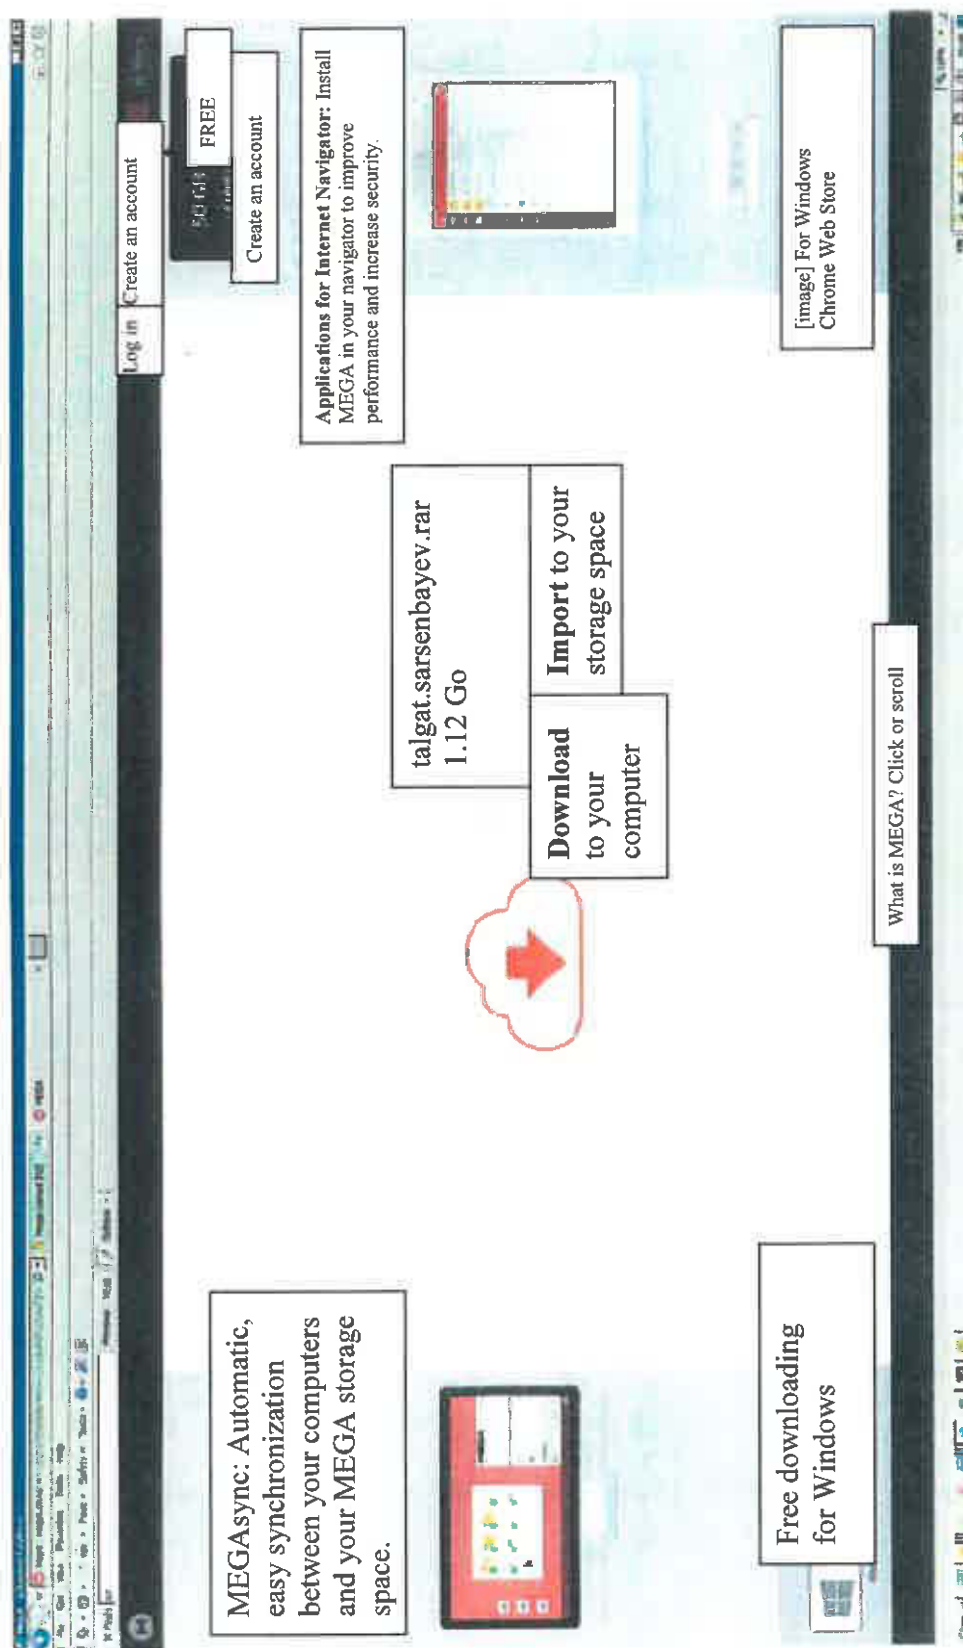 Log in
Create an account
FREE
Create an account
MEGAsync: Automatic,
easy synchronization
between your computers
and your MEGA storage
space.
Applications for Internet Navigator: Install
MEGA in your navigator to improve
performance and increase security.
talgat.sarsenbayev.rar
1.12 Go
Download
to your
computer
Import to your
storage space
Free downloading
for Windows
[image] For Windows
Chrome Web Store
What is MEGA? Click or scroll